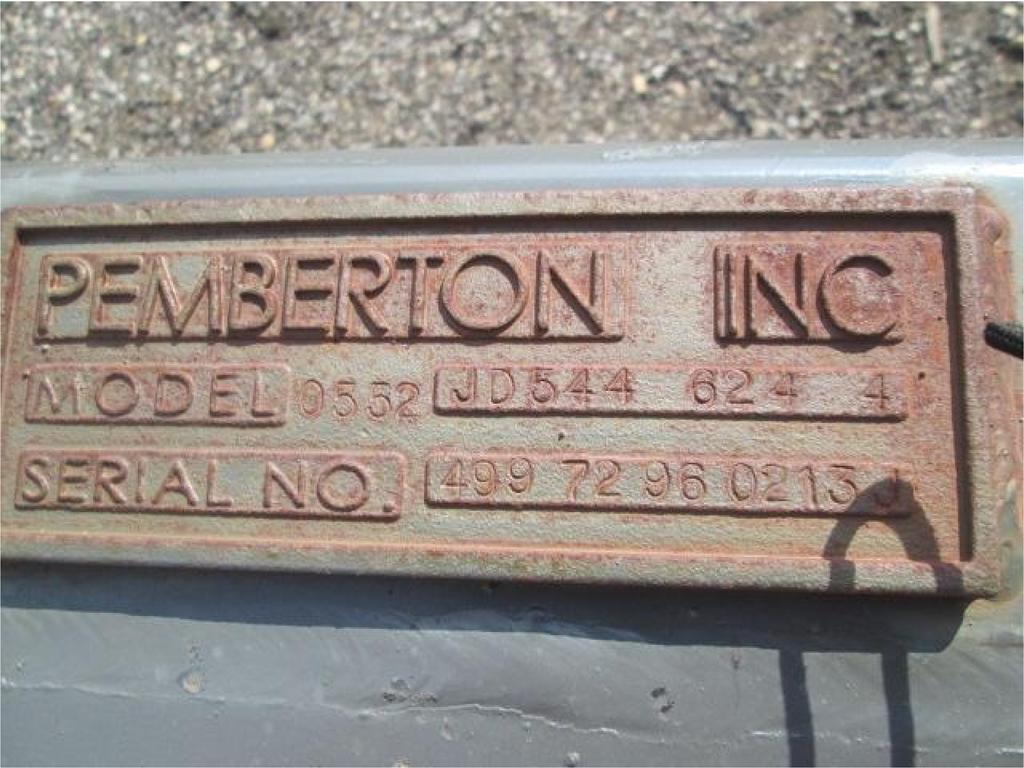 PEMBERTON INC
MODEL 0552 JD544 624 4
SERIAL NO. 499 72 96 0213 J